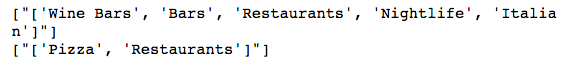 ["['Wine Bars', 'Bars', 'Restaurants', 'Nightlife', 'Italia
n']"]
["['Pizza', 'Restaurants']"]